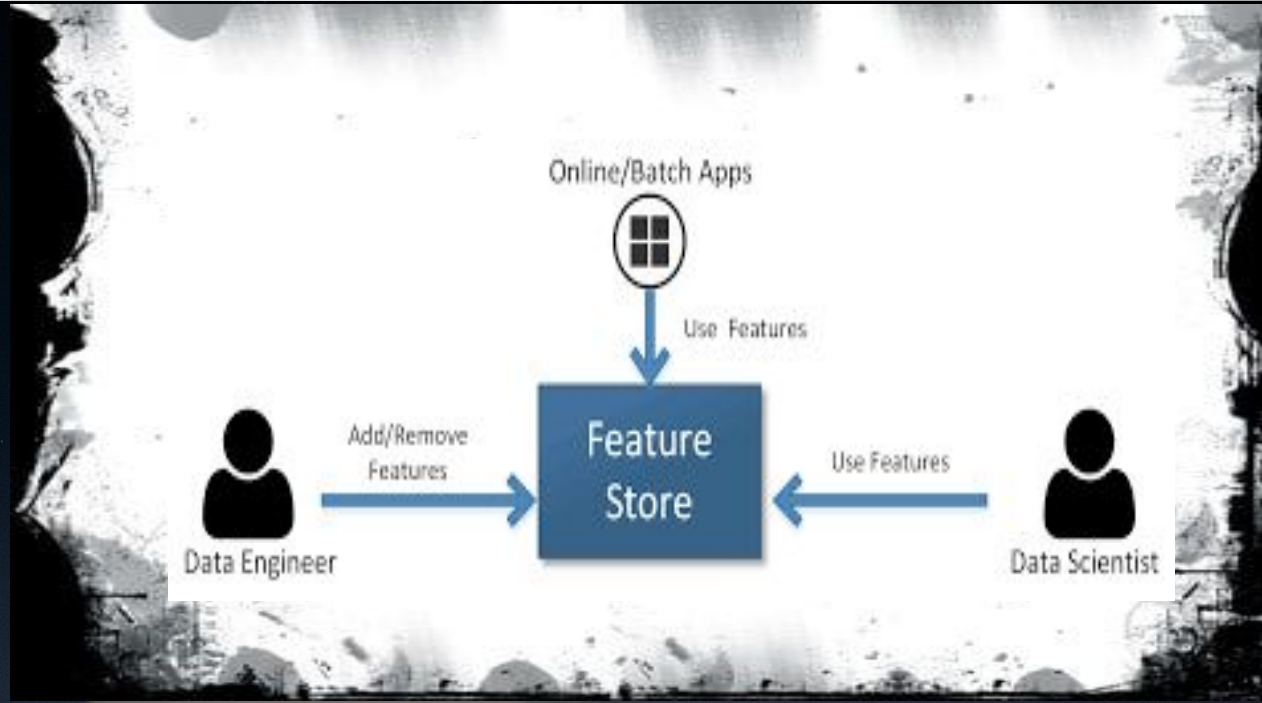 Online/Batch Apps
Use Features
Add/Remove
Features
Feature
Store
Use Features
Data Engineer
Data Scientist